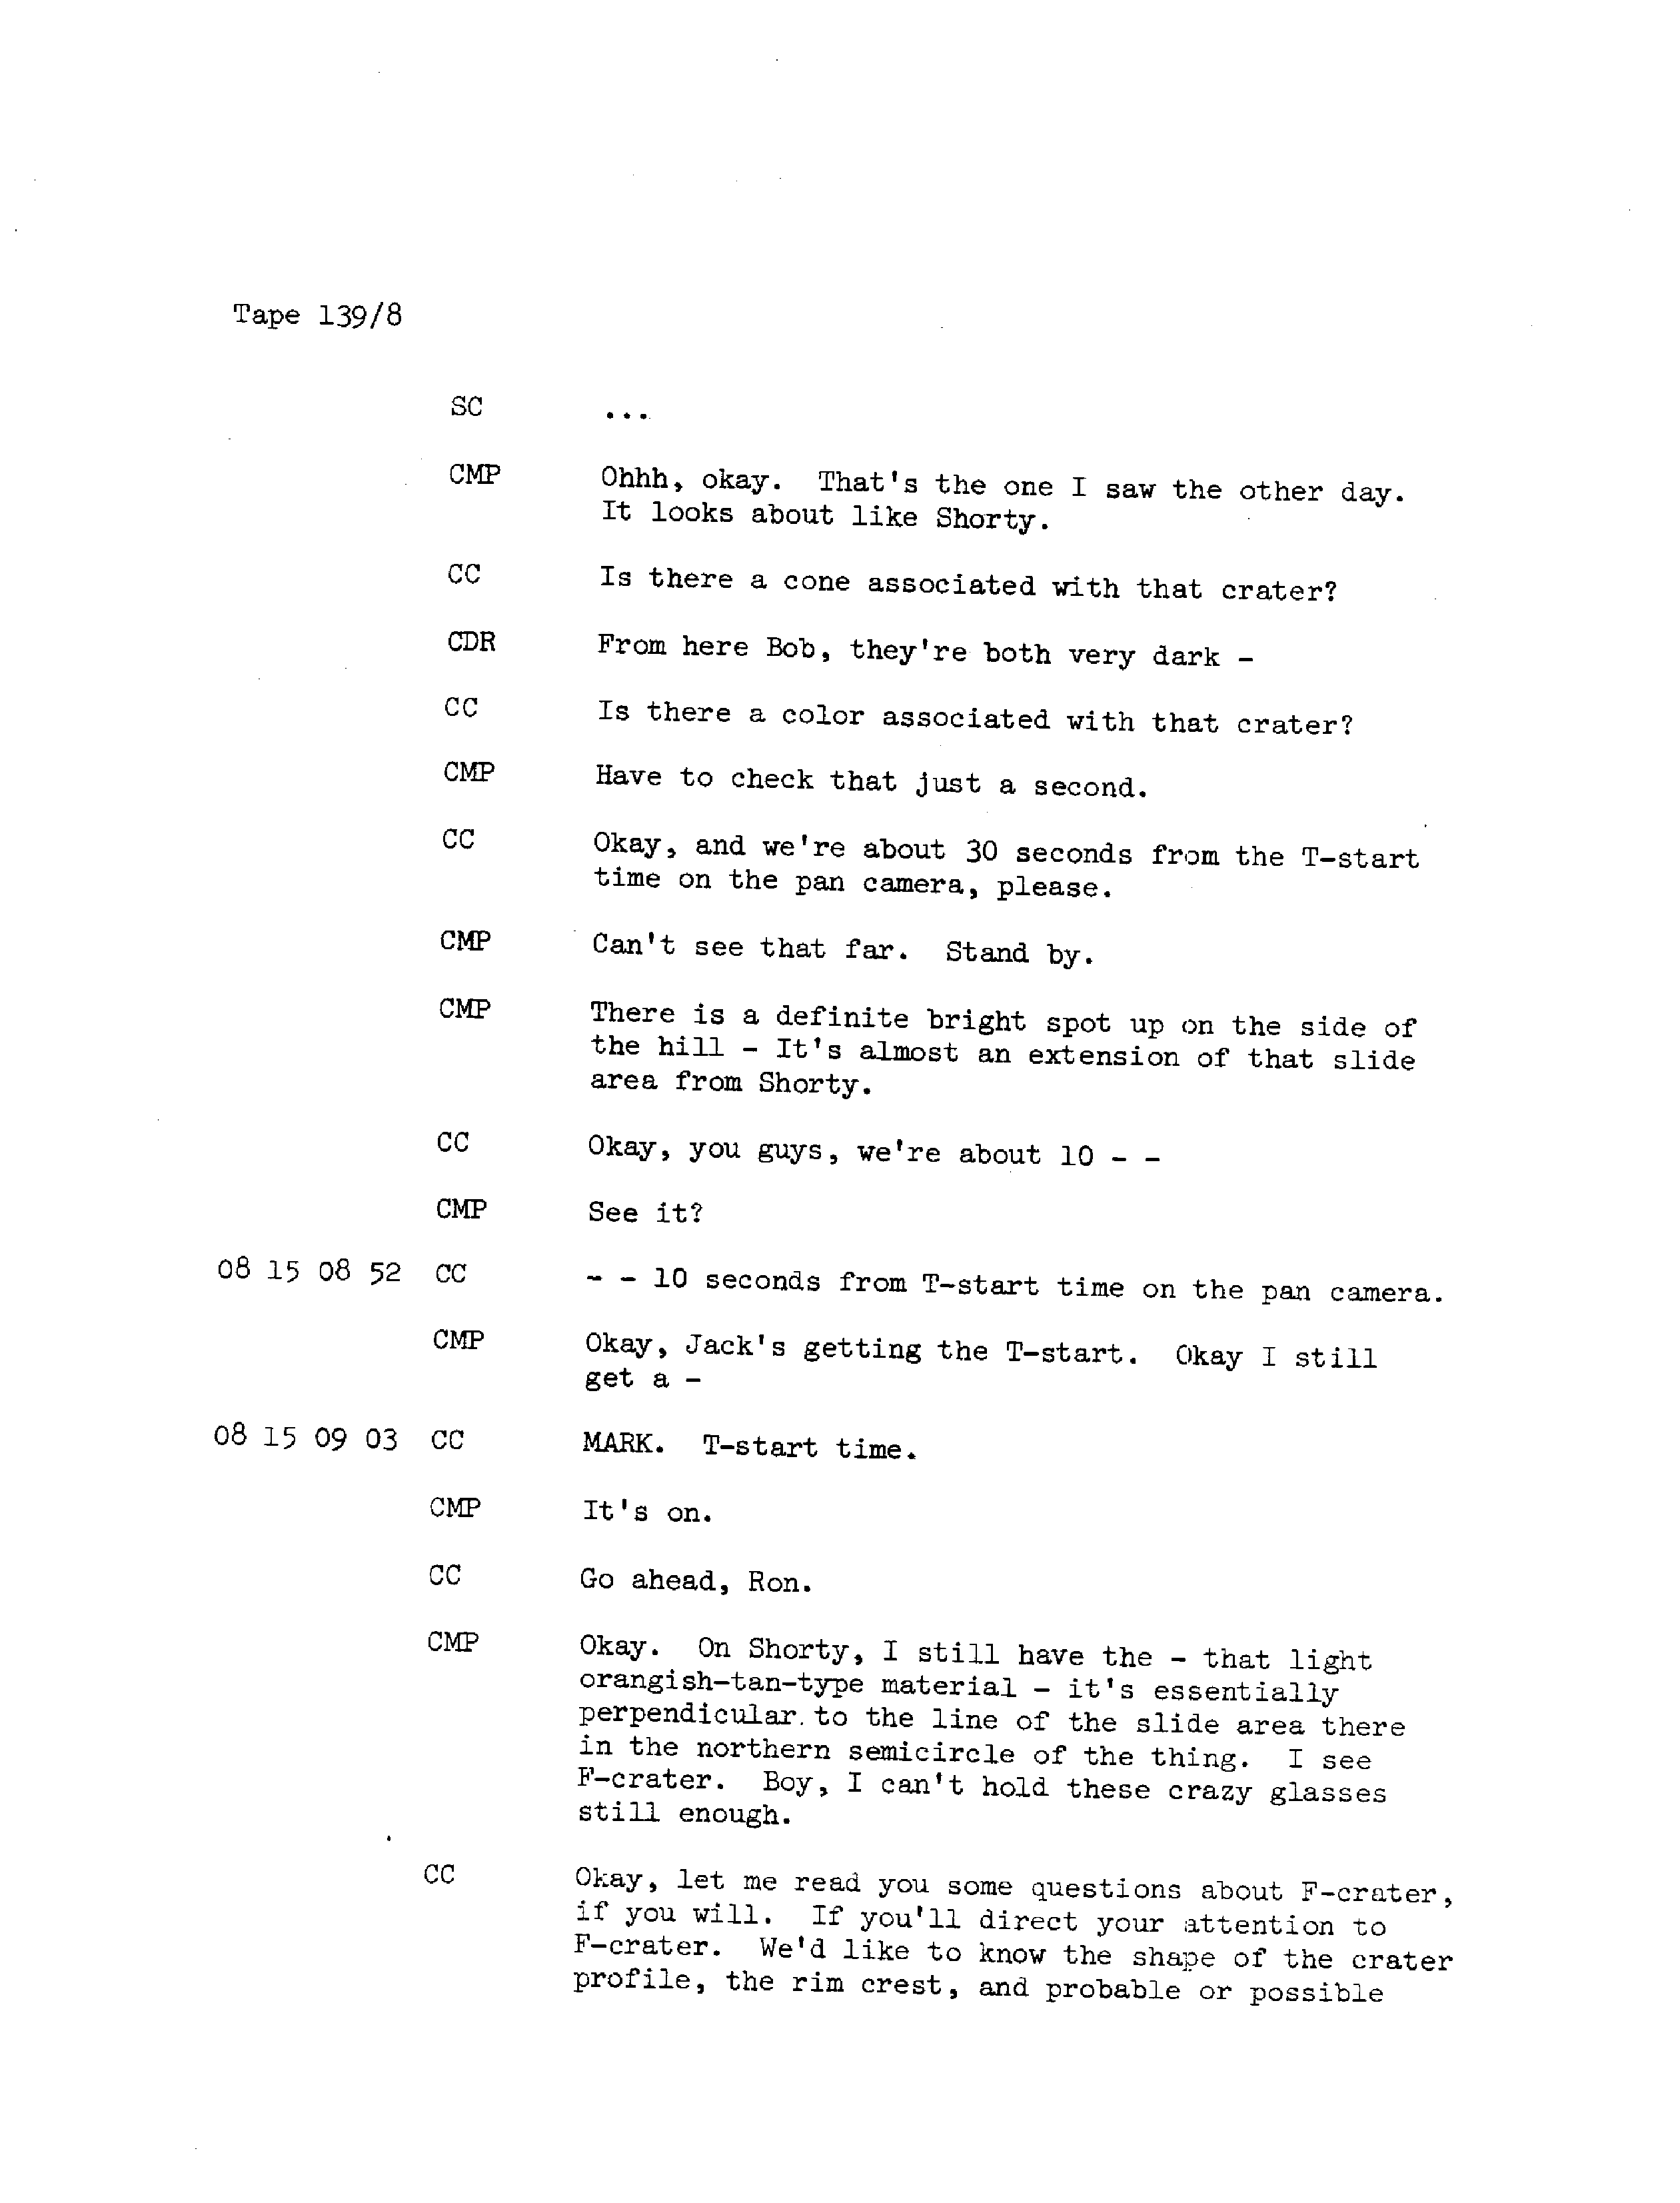 Tape 139/8
SC ...
CMP Ohhh, okay. That's the one I saw the other day.
It looks about like Shorty.
CC Is there a cone associated with that crater?
CDR From here Bob, they're both very dark -
CC Is there a color associated with that crater?
CMP Have to check that just a second.
CC Okay, and we're about 30 seconds from the T-start
time on the pan camera, please.
CMP Can't see that far. Stand by.
CMP There is a definite bright spot up on the side of
the hill - It's almost an extension of that slide
area from Shorty.
CC Okay, you guys, we're about 10 - -
CMP See it?
08 15 08 52 CC - - 10 seconds from T-start time on the pan camera.
CMP Okay, Jack's getting the T-start. Okay I still
get a -
08 15 09 03 CC MARK. T-start time.
CMP It's on.
CC Go ahead, Ron.
CMP Okay. On Shorty, I still have the - that light
orangish-tan-type material - it's essentially
perpendicular to the line of the slide area there
in the northern semicircle of the thing. I see
F-crater. Boy, I can't hold these crazy glasses
still enough.
CC Okay, let me read you some questions about F-crater,
if you will. If you'll direct your attention to
F-crater. We'd like to know the shape of the crater
profile, the rim crest, and probable or possible